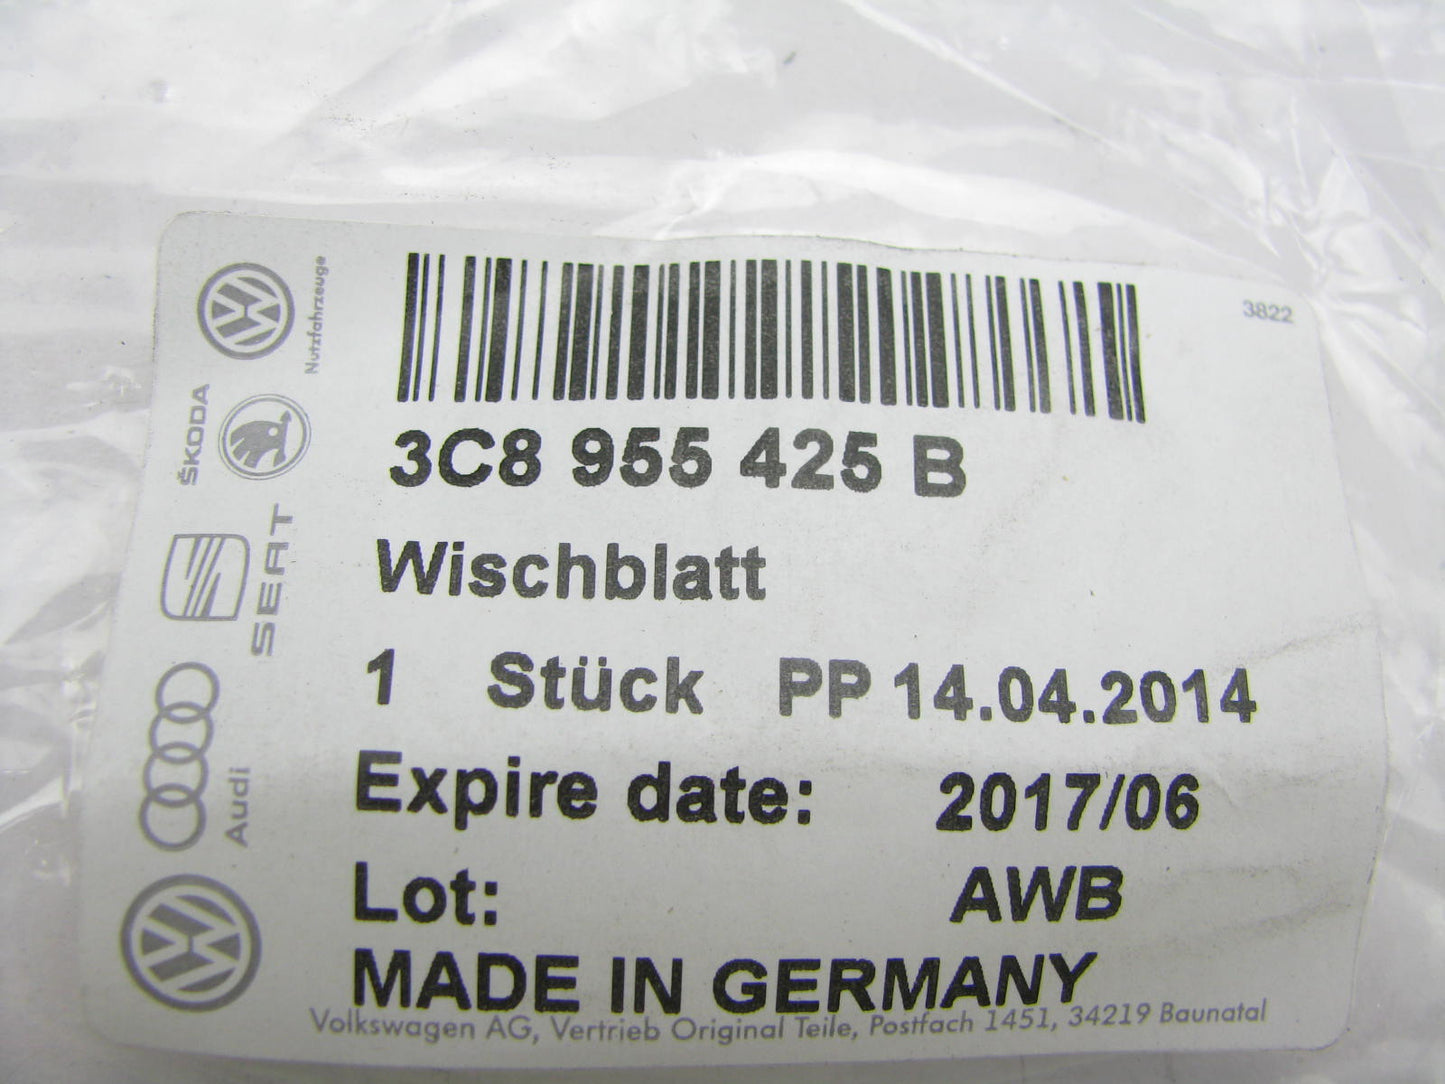 3822
3C8 955 425 B
Wischblatt
1 Stück PP 14.04.2014
Expire date: 2017/06
Lot: AWB
MADE IN GERMANY
Volkswagen AG, Vertrieb Original Teile, Postfach 1451, 34219 Baunatal
Nutzfahrzeuge
ŠKODA
SEAT
Audi